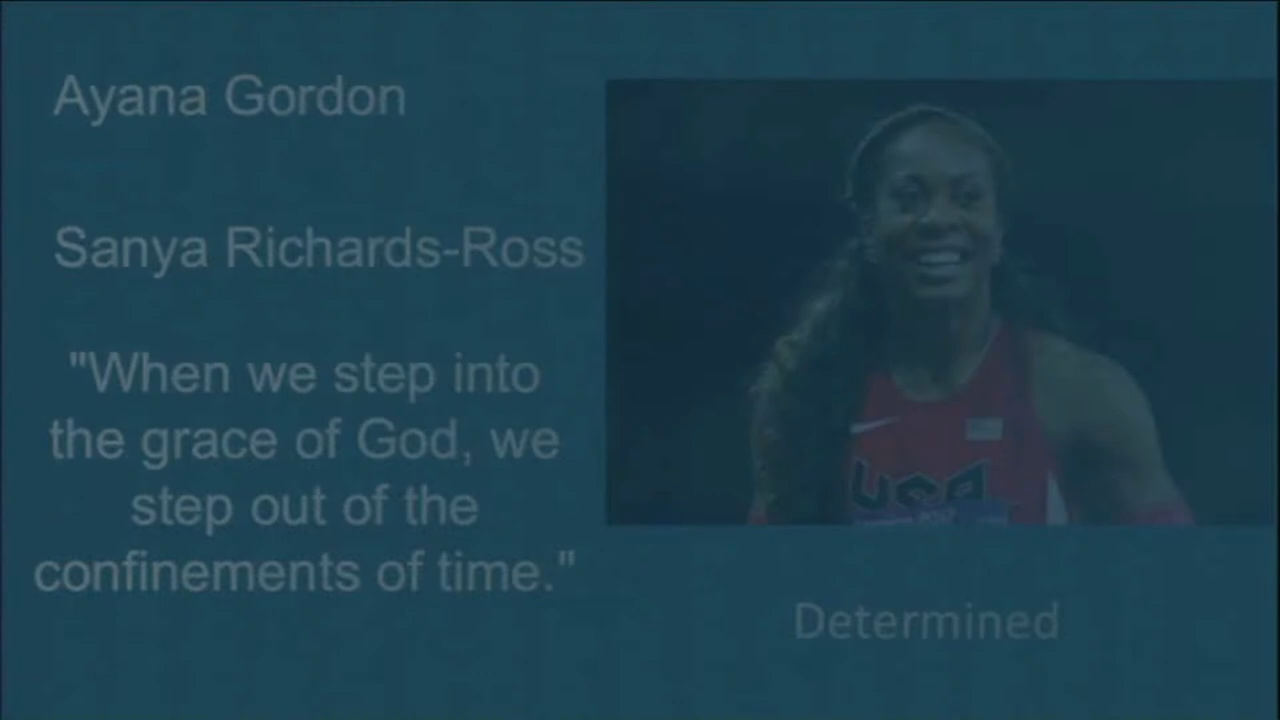 Ayana Gordon
Sanya Richards-Ross
"When we step into
the grace of God, we
step out of the
confinements of time."
USA
Determined